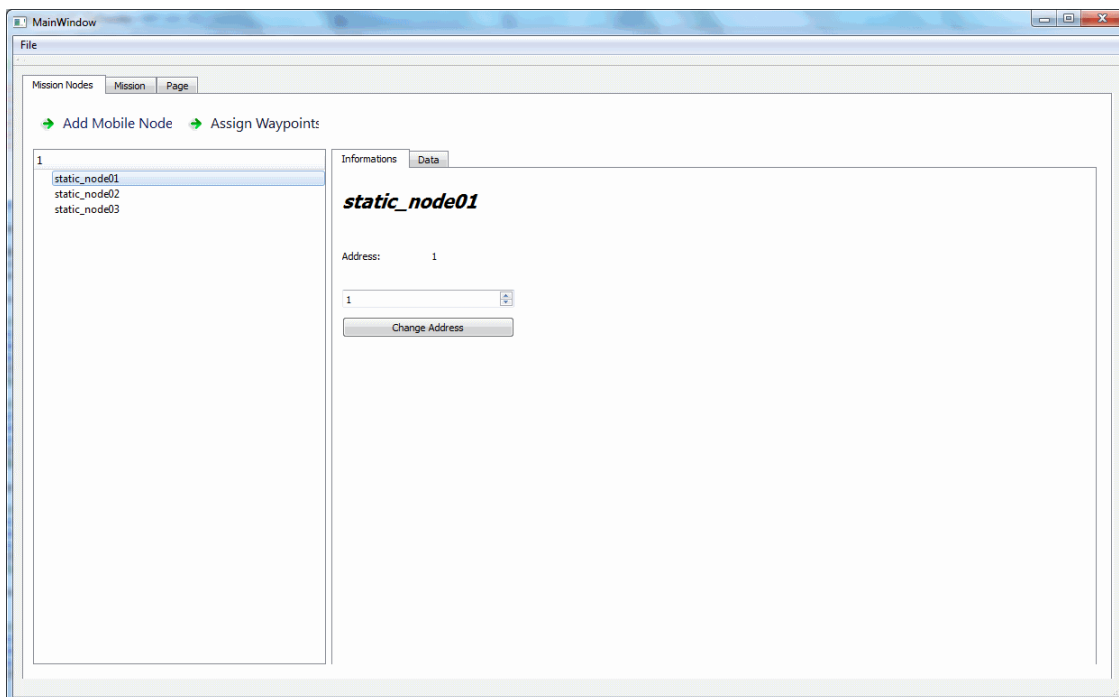 MainWindow
File
Mission Nodes Mission Page
Add Mobile Node Assign Waypoints
1
static_node01
static_node02
static_node03
Informations Data
static_node01
Address: 1
1
Change Address